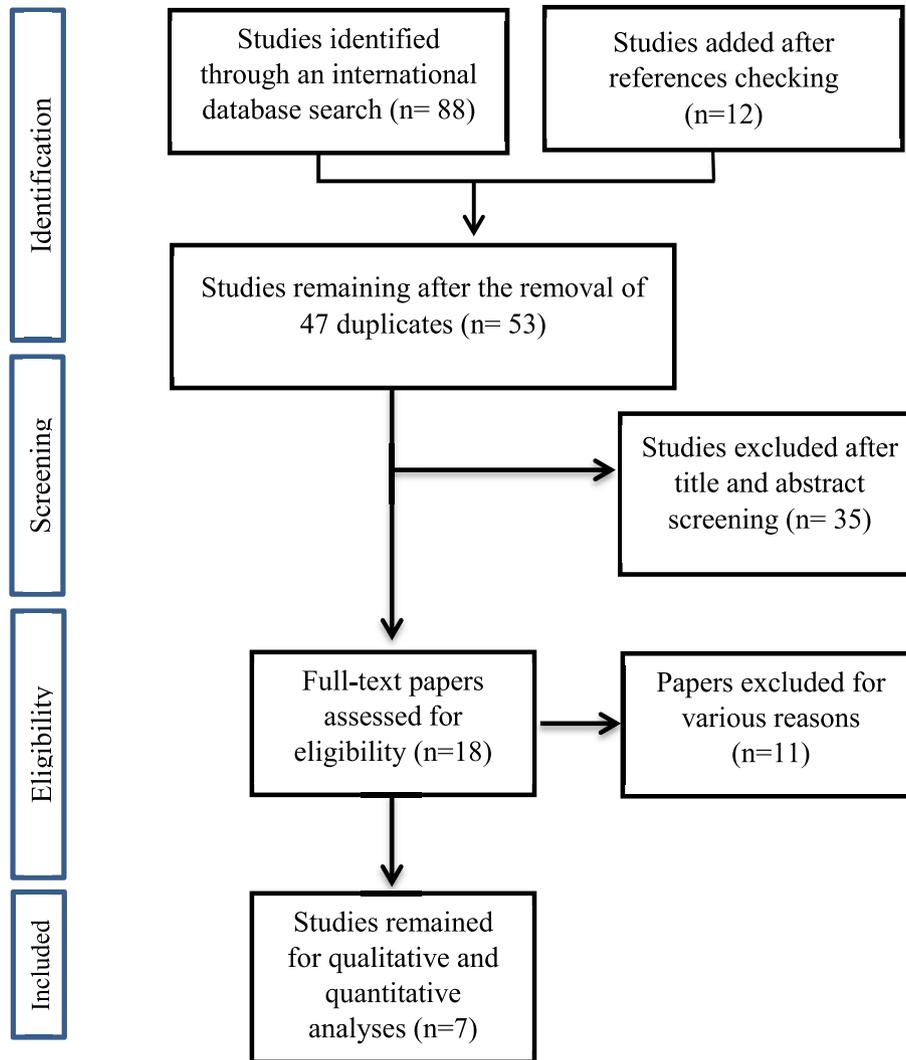 Identification
Studies identified
through an international
database search (n= 88)
Studies added after
references checking
(n=12)
Studies remaining after the removal of
47 duplicates (n= 53)
Screening
Studies excluded after
title and abstract
screening (n= 35)
Eligibility
Full-text papers
assessed for
eligibility (n=18)
Papers excluded for
various reasons
(n=11)
Included
Studies remained
for qualitative and
quantitative
analyses (n=7)